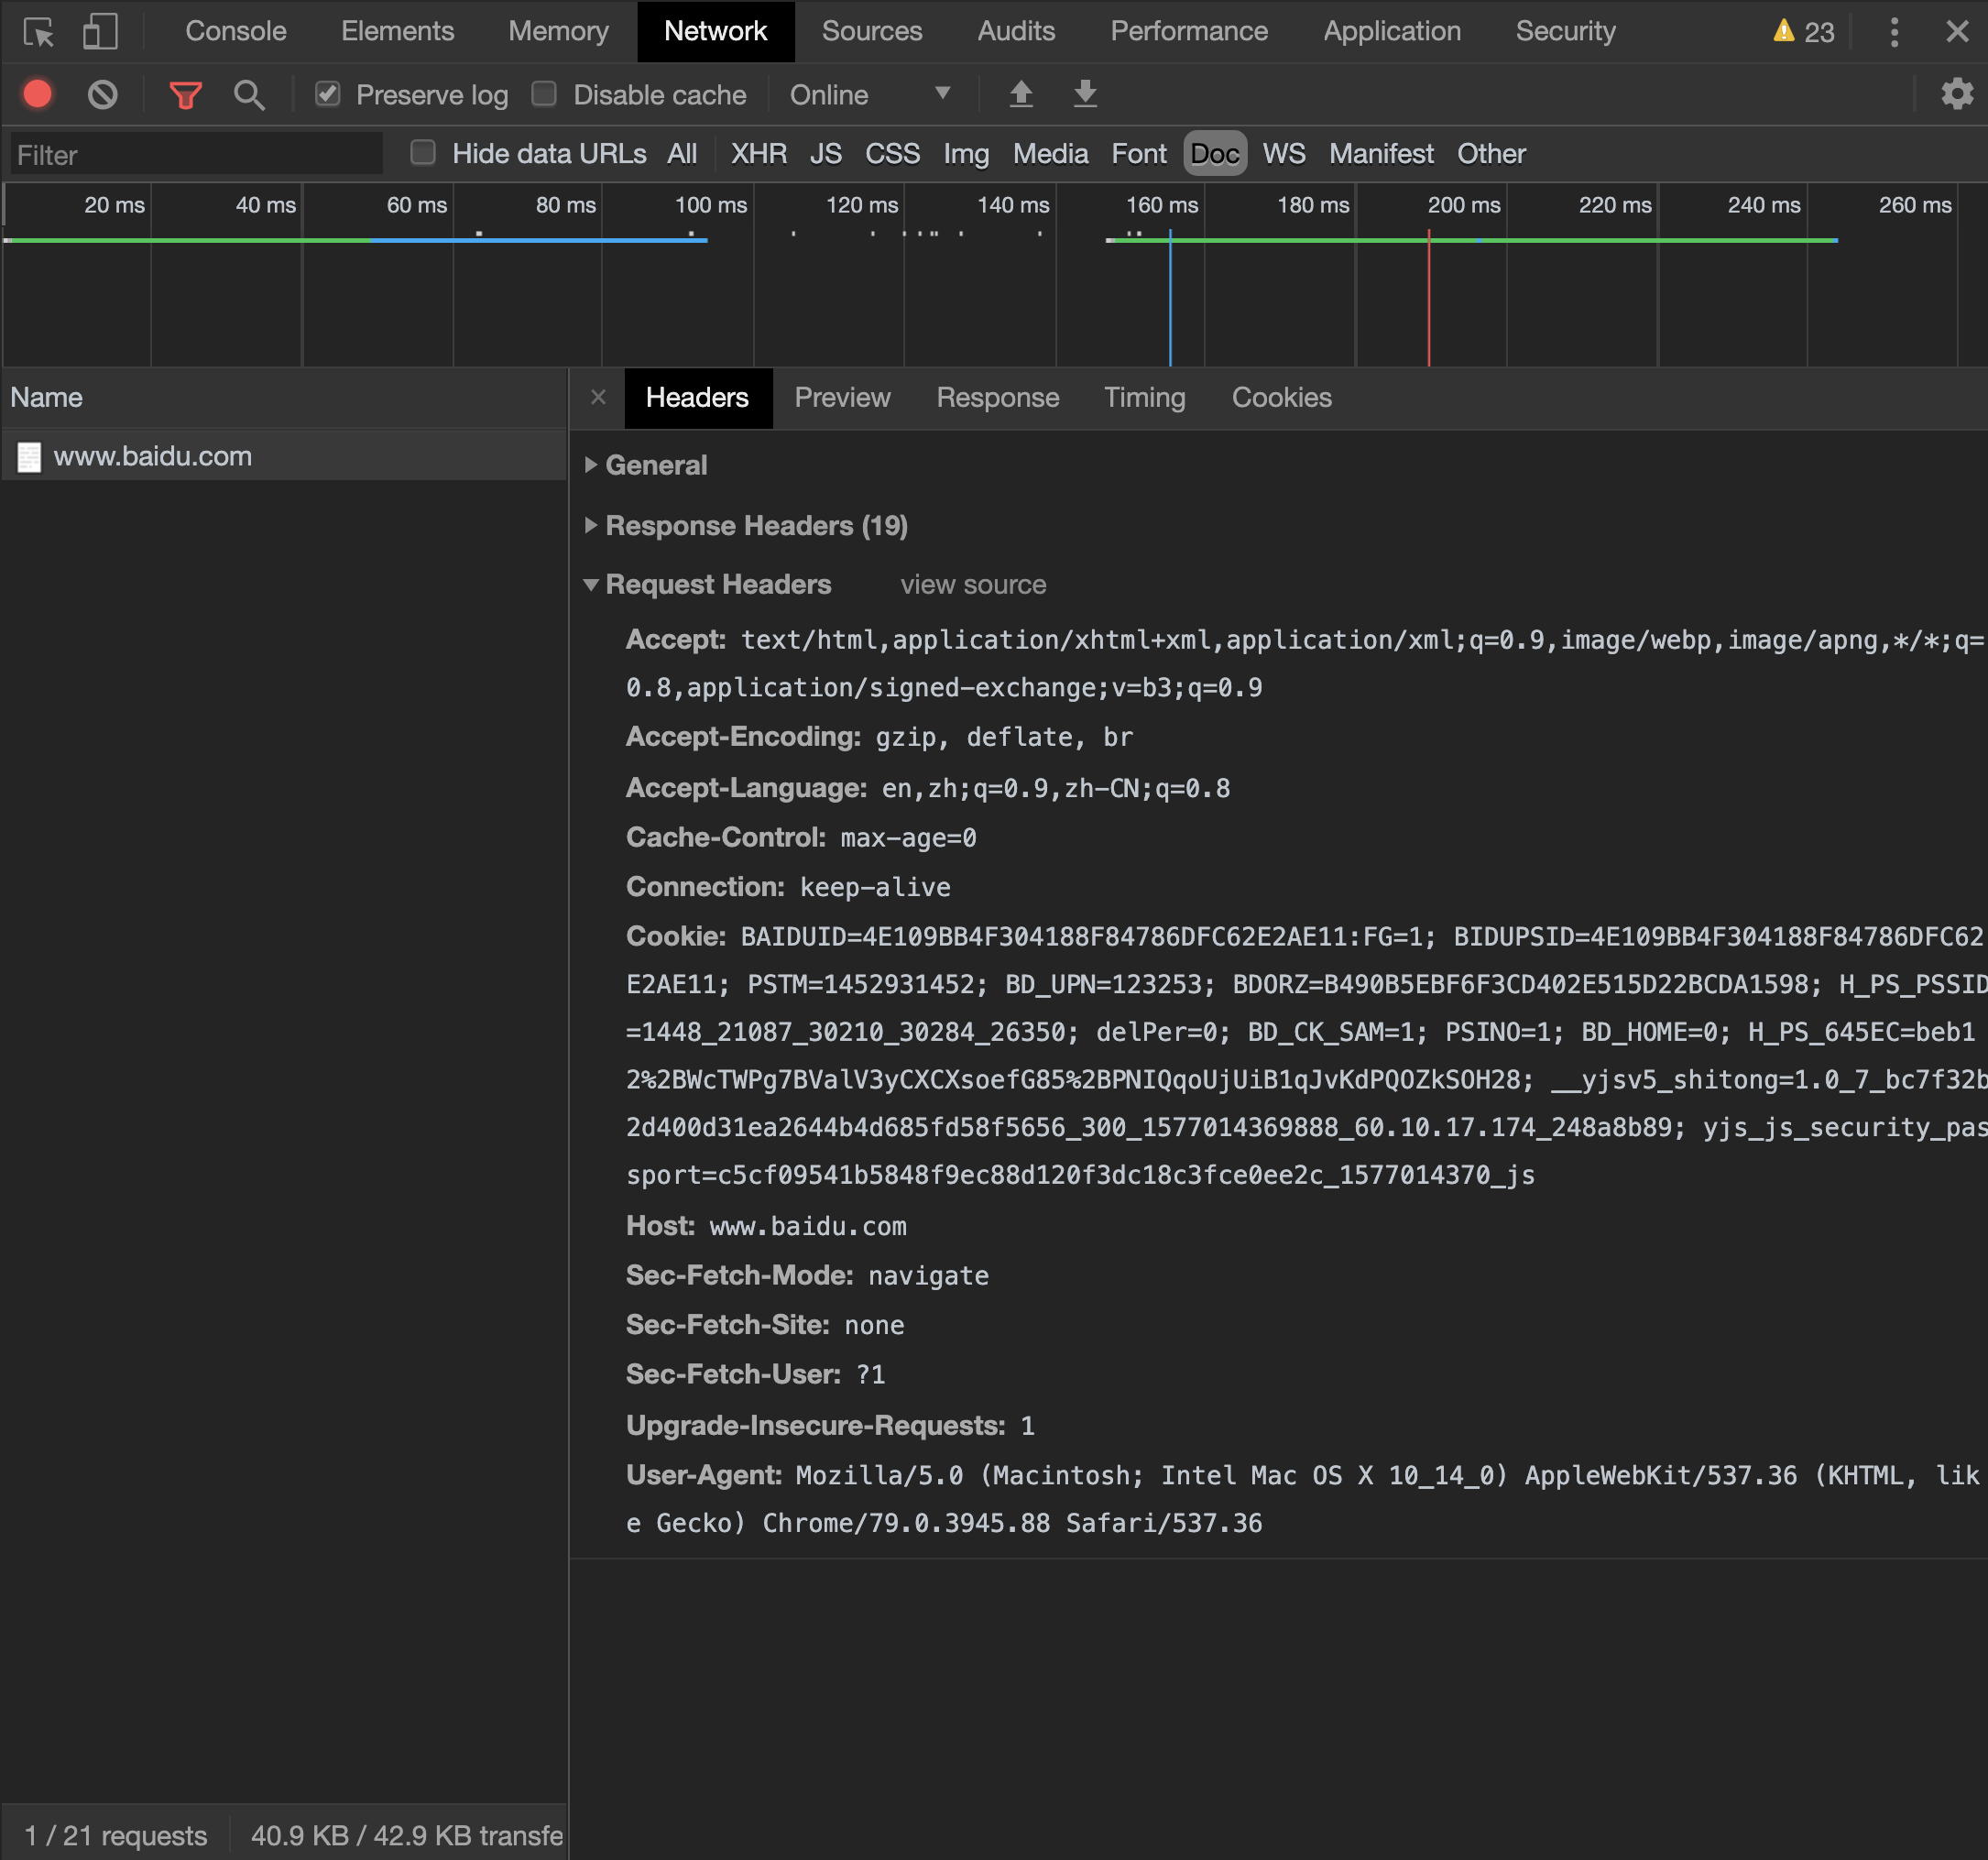 Console Elements Memory Network Sources Audits Performance Application Security 23
Preserve log Disable cache Online
Filter Hide data URLs All XHR JS CSS Img Media Font Doc WS Manifest Other
20 ms 40 ms 60 ms 80 ms 100 ms 120 ms 140 ms 160 ms 180 ms 200 ms 220 ms 240 ms 260 ms
Name
www.baidu.com
Headers Preview Response Timing Cookies
General
Response Headers (19)
Request Headers view source
Accept: text/html,application/xhtml+xml,application/xml;q=0.9,image/webp,image/apng,*/*;q=
0.8,application/signed-exchange;v=b3;q=0.9
Accept-Encoding: gzip, deflate, br
Accept-Language: en,zh;q=0.9,zh-CN;q=0.8
Cache-Control: max-age=0
Connection: keep-alive
Cookie: BAIDUID=4E109BB4F304188F84786DFC62E2AE11:FG=1; BIDUPSID=4E109BB4F304188F84786DFC62
E2AE11; PSTM=1452931452; BD_UPN=123253; BDORZ=B490B5EBF6F3CD402E515D22BCDA1598; H_PS_PSSID
=1448_21087_30210_30284_26350; delPer=0; BD_CK_SAM=1; PSINO=1; BD_HOME=0; H_PS_645EC=beb1
2%2BWcTWPg7BValV3yCXCXsoefG85%2BPNIQqoUjUiB1qJvKdPQOZkSOH28; __yjsv5_shitong=1.0_7_bc7f32b
2d400d31ea2644b4d685fd58f5656_300_1577014369888_60.10.17.174_248a8b89; yjs_js_security_pas
sport=c5cf09541b5848f9ec88d120f3dc18c3fce0ee2c_1577014370_js
Host: www.baidu.com
Sec-Fetch-Mode: navigate
Sec-Fetch-Site: none
Sec-Fetch-User: ?1
Upgrade-Insecure-Requests: 1
User-Agent: Mozilla/5.0 (Macintosh; Intel Mac OS X 10_14_0) AppleWebKit/537.36 (KHTML, lik
e Gecko) Chrome/79.0.3945.88 Safari/537.36
1 / 21 requests 40.9 KB / 42.9 KB transfe